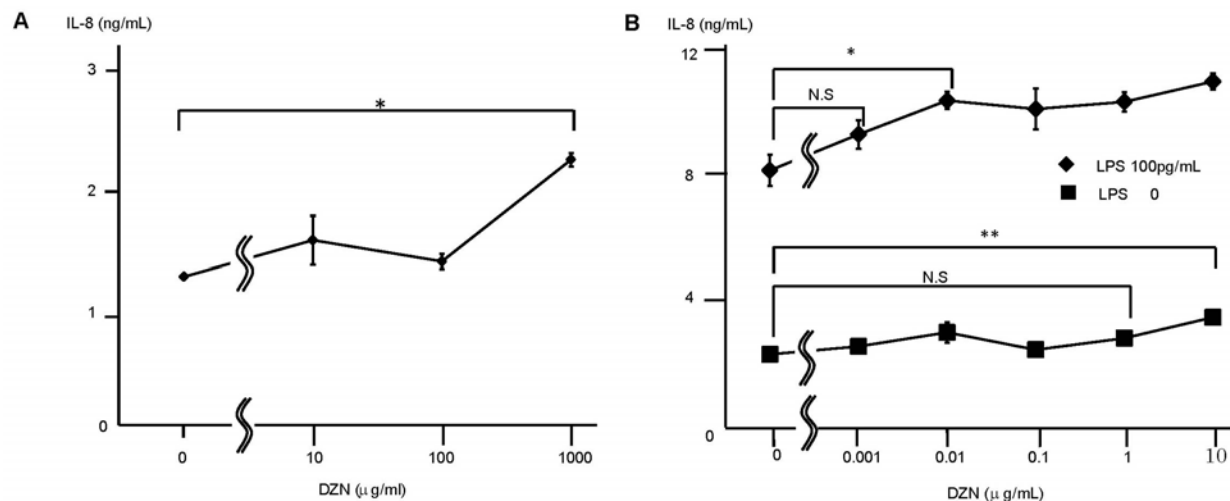 A
IL-8 (ng/mL)
3
2
1
0
*
0 10 100 1000
DZN (μ g/ml)
B
IL-8 (ng/mL)
12
8
4
0
*
N.S
LPS 100pg/mL
LPS 0
**
N.S
0 0.001 0.01 0.1 1 10
DZN (μ g/mL)